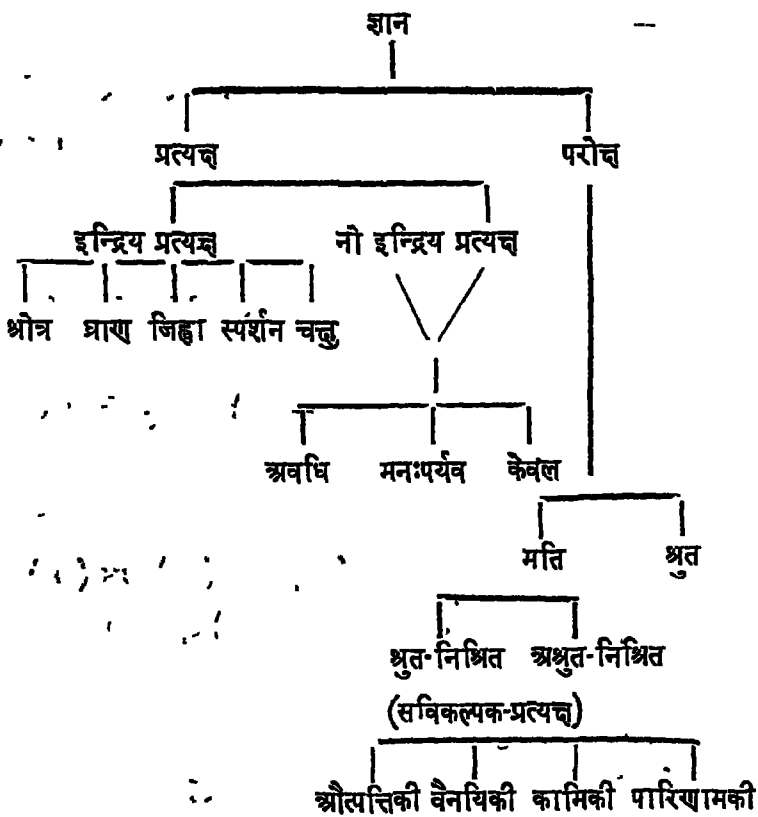 ज्ञान
प्रत्यक्ष परोक्ष
इन्द्रिय प्रत्यक्ष नो इन्द्रिय प्रत्यक्ष
श्रोत्र घ्राण जिह्वा स्पर्शन चक्षु
अवधि मनःपर्यव केवल
मति श्रुत
श्रुत-निश्रित अश्रुत-निश्रित
(सविकल्पक-प्रत्यक्ष)
औत्पत्तिकी वैनयिकी कामिकी पारिणामकी